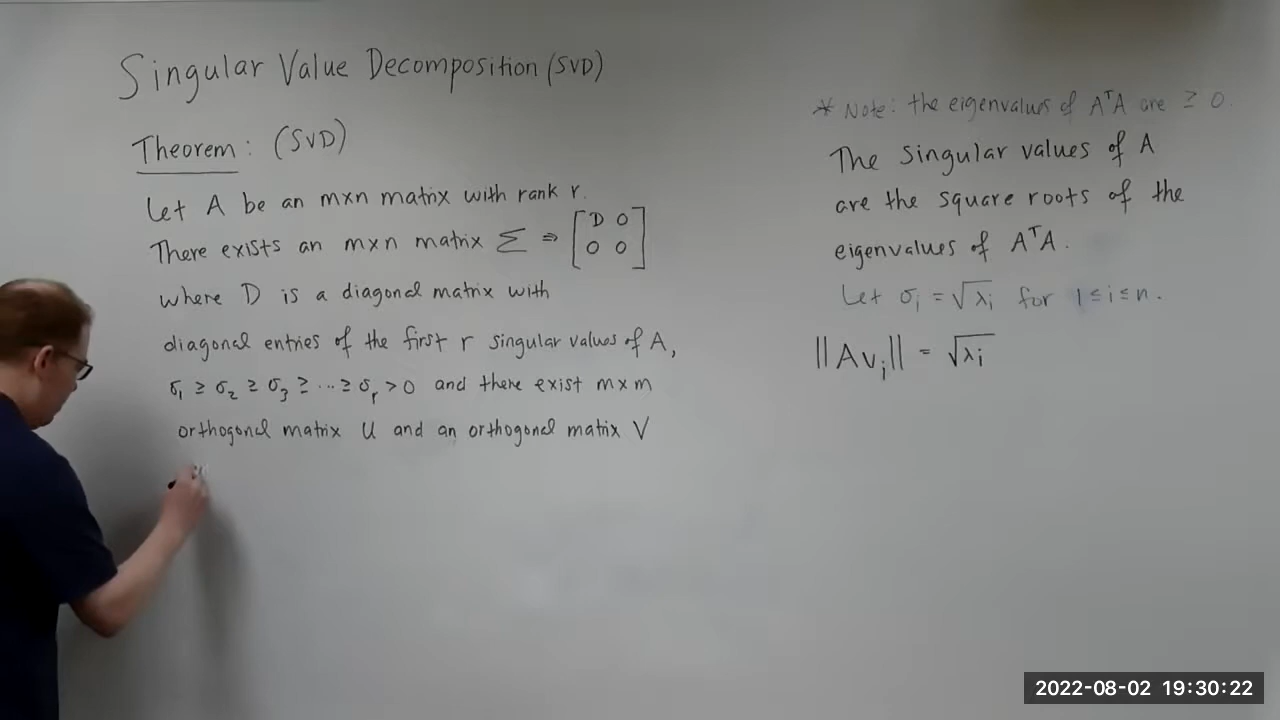 Singular Value Decomposition (SVD)
Theorem: (SVD)
Let A be an m×n matrix with rank r.
There exists an m×n matrix Σ ⇒ [D 0
0 0]
where D is a diagonal matrix with
diagonal entries of the first r singular values of A,
σ₁ ≥ σ₂ ≥ σ₃ ≥ ⋯ ≥ σᵣ > 0 and there exist m×m
orthogonal matrix U and an orthogonal matrix V
* Note: the eigenvalues of AᵀA are ≥ 0.
The singular values of A
are the square roots of the
eigenvalues of AᵀA.
Let σᵢ = √λᵢ for 1 ≤ i ≤ n.
||Avᵢ|| = √λᵢ
2022-08-02 19:30:22